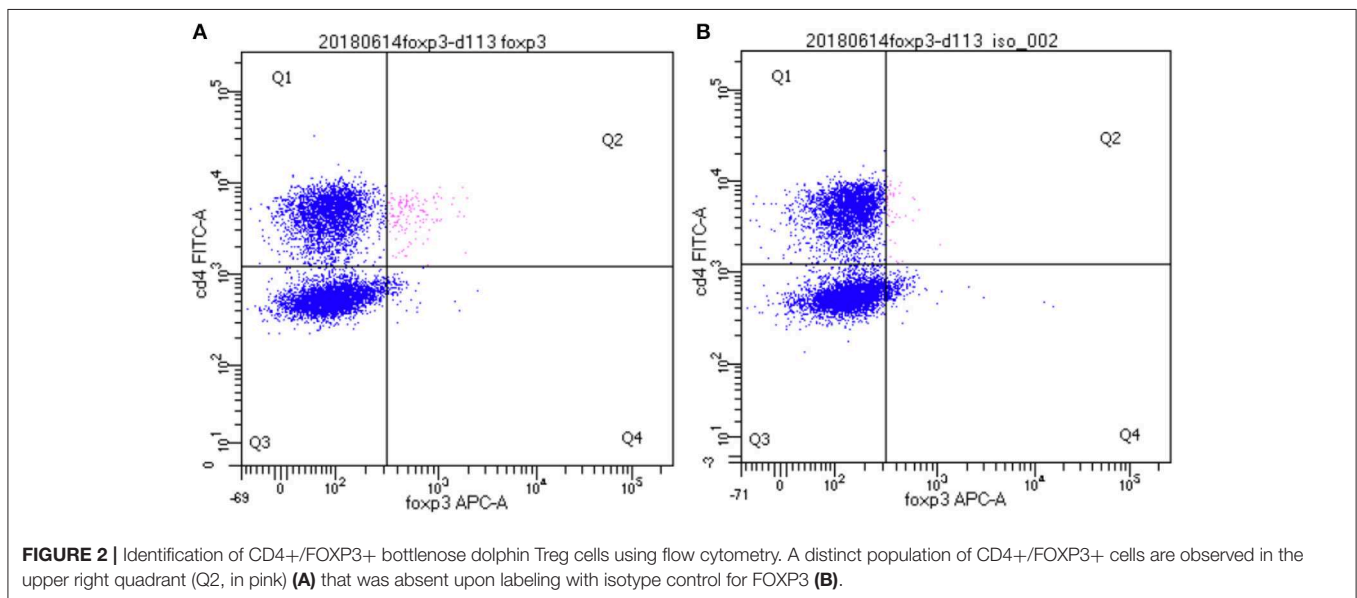 A
20180614foxp3-d113 foxp3
Q1
Q2
Q3
Q4
cd4 FITC-A
10^5
10^4
10^3
10^2
10^1
0
-69
0
10^2
10^3
10^4
10^5
foxp3 APC-A
B
20180614foxp3-d113 iso_002
Q1
Q2
Q3
Q4
cd4 FITC-A
10^5
10^4
10^3
10^2
10^1
-3
-71
0
10^2
10^3
10^4
10^5
foxp3 APC-A
FIGURE 2 | Identification of CD4+/FOXP3+ bottlenose dolphin Treg cells using flow cytometry. A distinct population of CD4+/FOXP3+ cells are observed in the
upper right quadrant (Q2, in pink) (A) that was absent upon labeling with isotype control for FOXP3 (B).